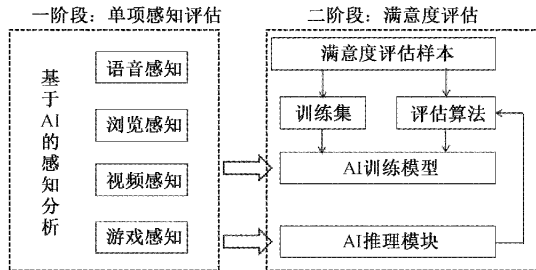 一阶段：单项感知评估
二阶段：满意度评估
基于AI的感知分析
语音感知
浏览感知
视频感知
游戏感知
满意度评估样本
训练集
评估算法
AI训练模型
AI推理模块